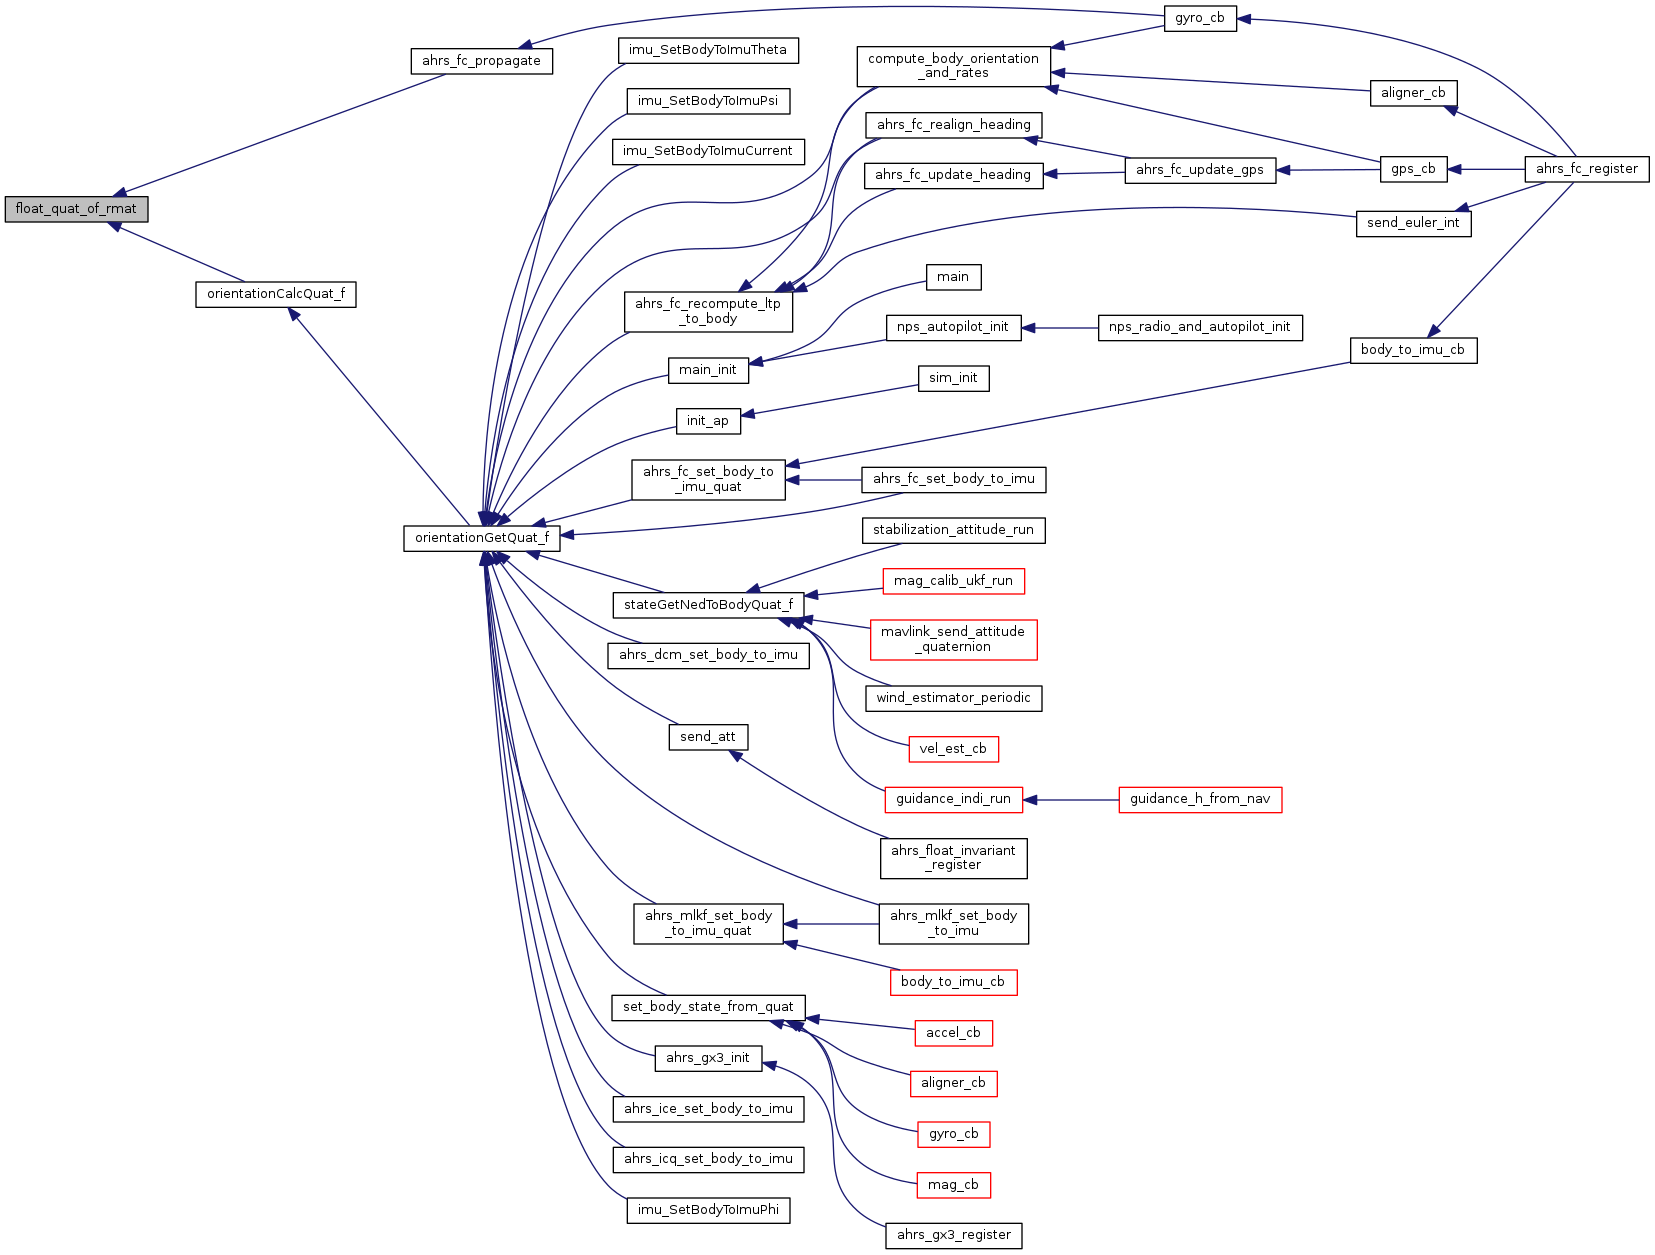 float_quat_of_rmat
ahrs_fc_propagate
orientationCalcQuat_f
orientationGetQuat_f
imu_SetBodyToImuTheta
imu_SetBodyToImuPsi
imu_SetBodyToImuCurrent
ahrs_fc_recompute_ltp
_to_body
main_init
init_ap
ahrs_fc_set_body_to
_imu_quat
stateGetNedToBodyQuat_f
ahrs_dcm_set_body_to_imu
send_att
ahrs_mlkf_set_body
_to_imu_quat
set_body_state_from_quat
ahrs_gx3_init
ahrs_ice_set_body_to_imu
ahrs_icq_set_body_to_imu
imu_SetBodyToImuPhi
compute_body_orientation
_and_rates
ahrs_fc_realign_heading
ahrs_fc_update_heading
main
nps_autopilot_init
sim_init
ahrs_fc_set_body_to_imu
stabilization_attitude_run
mag_calib_ukf_run
mavlink_send_attitude
_quaternion
wind_estimator_periodic
vel_est_cb
guidance_indi_run
ahrs_float_invariant
_register
ahrs_mlkf_set_body
_to_imu
body_to_imu_cb
accel_cb
aligner_cb
gyro_cb
mag_cb
ahrs_gx3_register
gyro_cb
ahrs_fc_update_gps
nps_radio_and_autopilot_init
guidance_h_from_nav
aligner_cb
gps_cb
send_euler_int
body_to_imu_cb
ahrs_fc_register